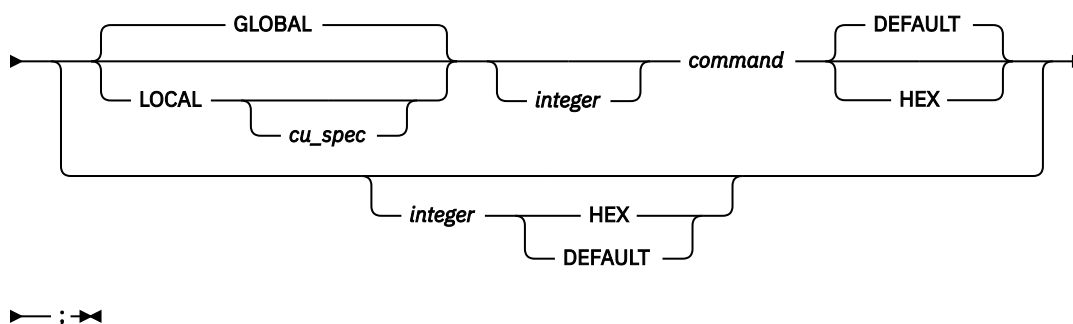 GLOBAL
DEFAULT
command
LOCAL
integer
HEX
cu_spec
integer
HEX
DEFAULT
;